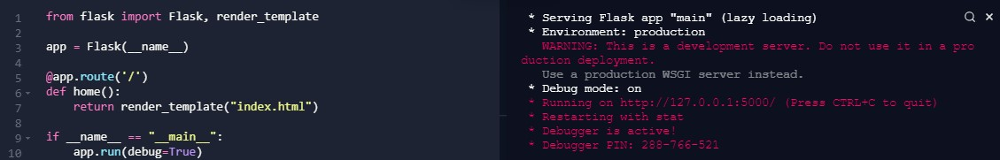 1 from flask import Flask, render_template
2
3 app = Flask(__name__)
4
5 @app.route('/')
6 def home():
7     return render_template("index.html")
8
9 if __name__ == "__main__":
10     app.run(debug=True)
* Serving Flask app "main" (lazy loading)
* Environment: production
WARNING: This is a development server. Do not use it in a pro
duction deployment.
Use a production WSGI server instead.
* Debug mode: on
* Running on http://127.0.0.1:5000/ (Press CTRL+C to quit)
* Restarting with stat
* Debugger is active!
* Debugger PIN: 288-766-521